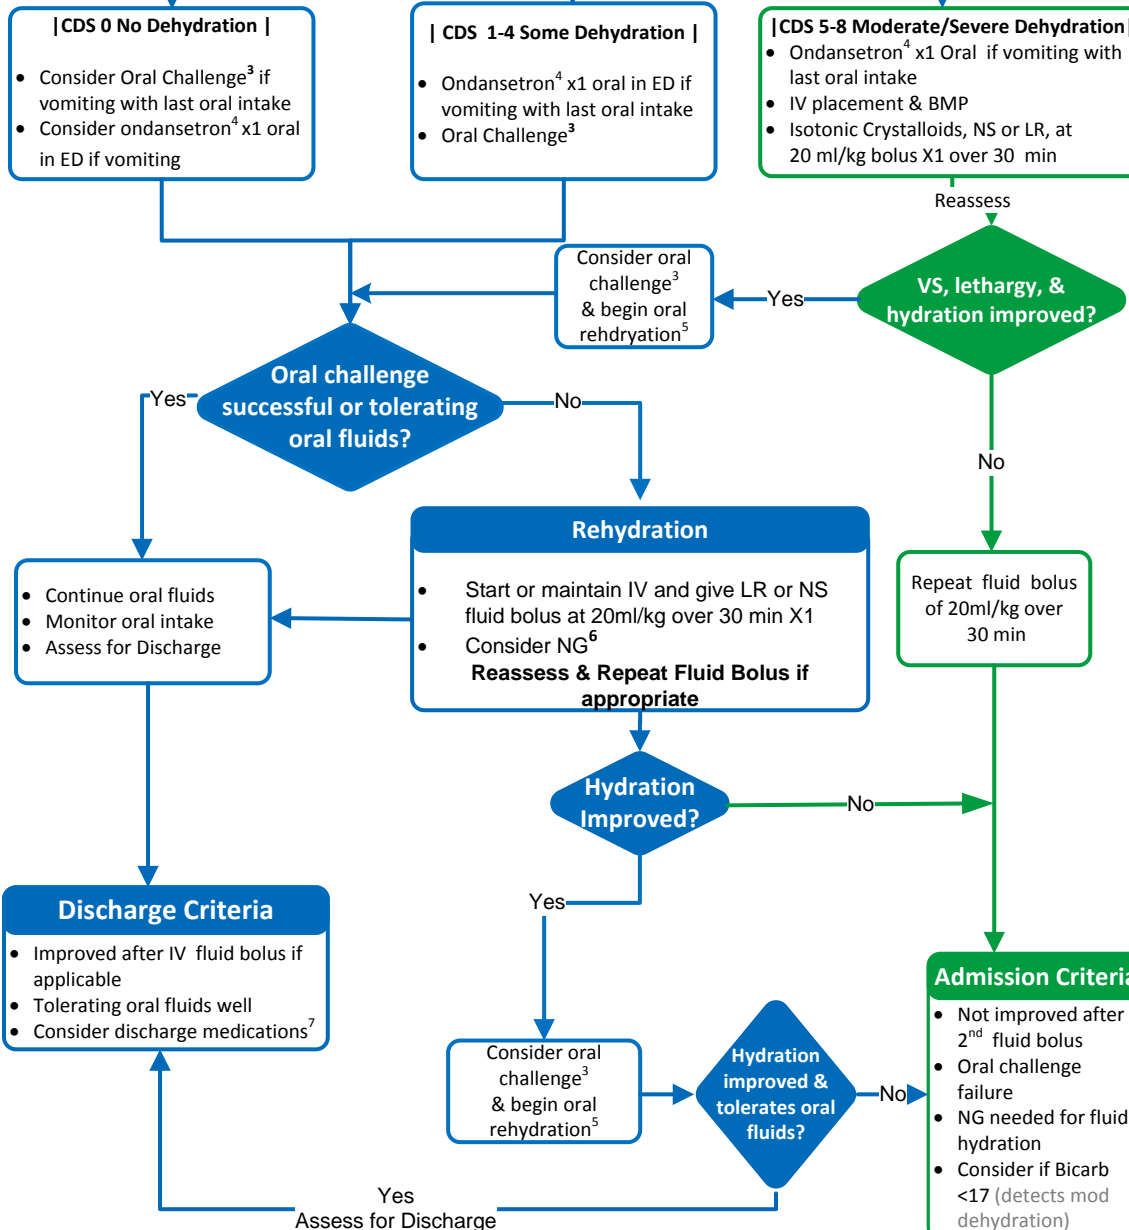 |CDS 0 No Dehydration |
• Consider Oral Challenge³ if
vomiting with last oral intake
• Consider ondansetron⁴ x1 oral
in ED if vomiting
| CDS 1-4 Some Dehydration |
• Ondansetron⁴ x1 oral in ED if
vomiting with last oral intake
• Oral Challenge³
|CDS 5-8 Moderate/Severe Dehydration|
• Ondansetron⁴ x1 Oral if vomiting with
last oral intake
• IV placement & BMP
• Isotonic Crystalloids, NS or LR, at
20 ml/kg bolus X1 over 30 min
Reassess
VS, lethargy, &
hydration improved?
Yes
Consider oral
challenge³
& begin oral
rehdryation⁵
Oral challenge
successful or tolerating
oral fluids?
Yes
No
No
Rehydration
• Start or maintain IV and give LR or NS
fluid bolus at 20ml/kg over 30 min X1
• Consider NG⁶
Reassess & Repeat Fluid Bolus if
appropriate
• Continue oral fluids
• Monitor oral intake
• Assess for Discharge
Repeat fluid bolus
of 20ml/kg over
30 min
Hydration
Improved?
No
Yes
Discharge Criteria
• Improved after IV fluid bolus if
applicable
• Tolerating oral fluids well
• Consider discharge medications⁷
Consider oral
challenge³
& begin oral
rehydration⁵
Hydration
improved &
tolerates oral
fluids?
No
Yes
Assess for Discharge
Admission Criteria
• Not improved after
2ⁿᵈ fluid bolus
• Oral challenge
failure
• NG needed for fluid
hydration
• Consider if Bicarb
<17 (detects mod
dehydration)